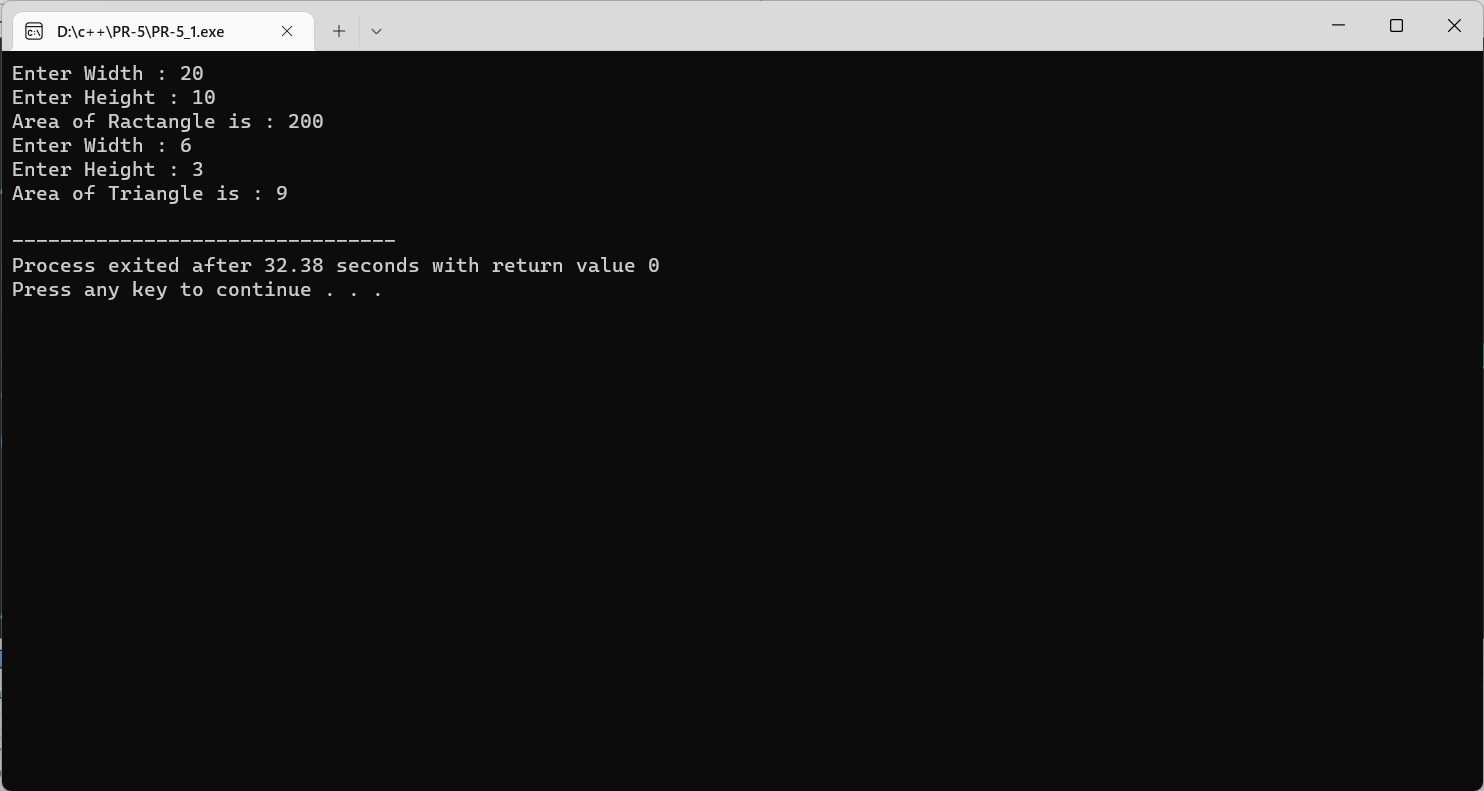 D:\c++\PR-5\PR-5_1.exe
Enter Width : 20
Enter Height : 10
Area of Ractangle is : 200
Enter Width : 6
Enter Height : 3
Area of Triangle is : 9

--------------------------------
Process exited after 32.38 seconds with return value 0
Press any key to continue . . .